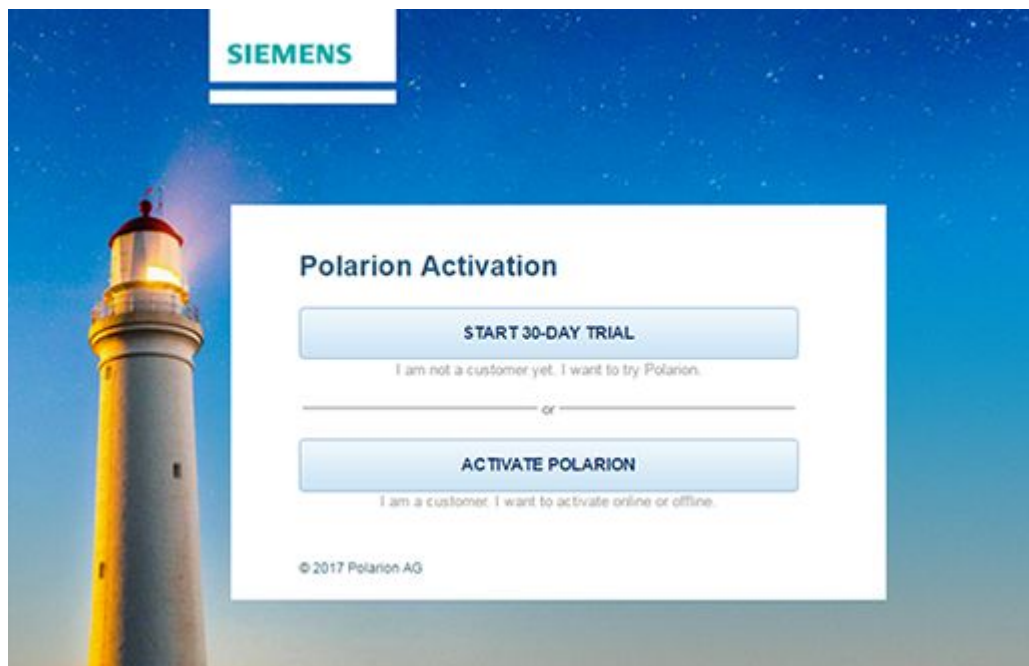 SIEMENS
Polarion Activation
START 30-DAY TRIAL
I am not a customer yet. I want to try Polarion.
or
ACTIVATE POLARION
I am a customer. I want to activate online or offline.
© 2017 Polarion AG